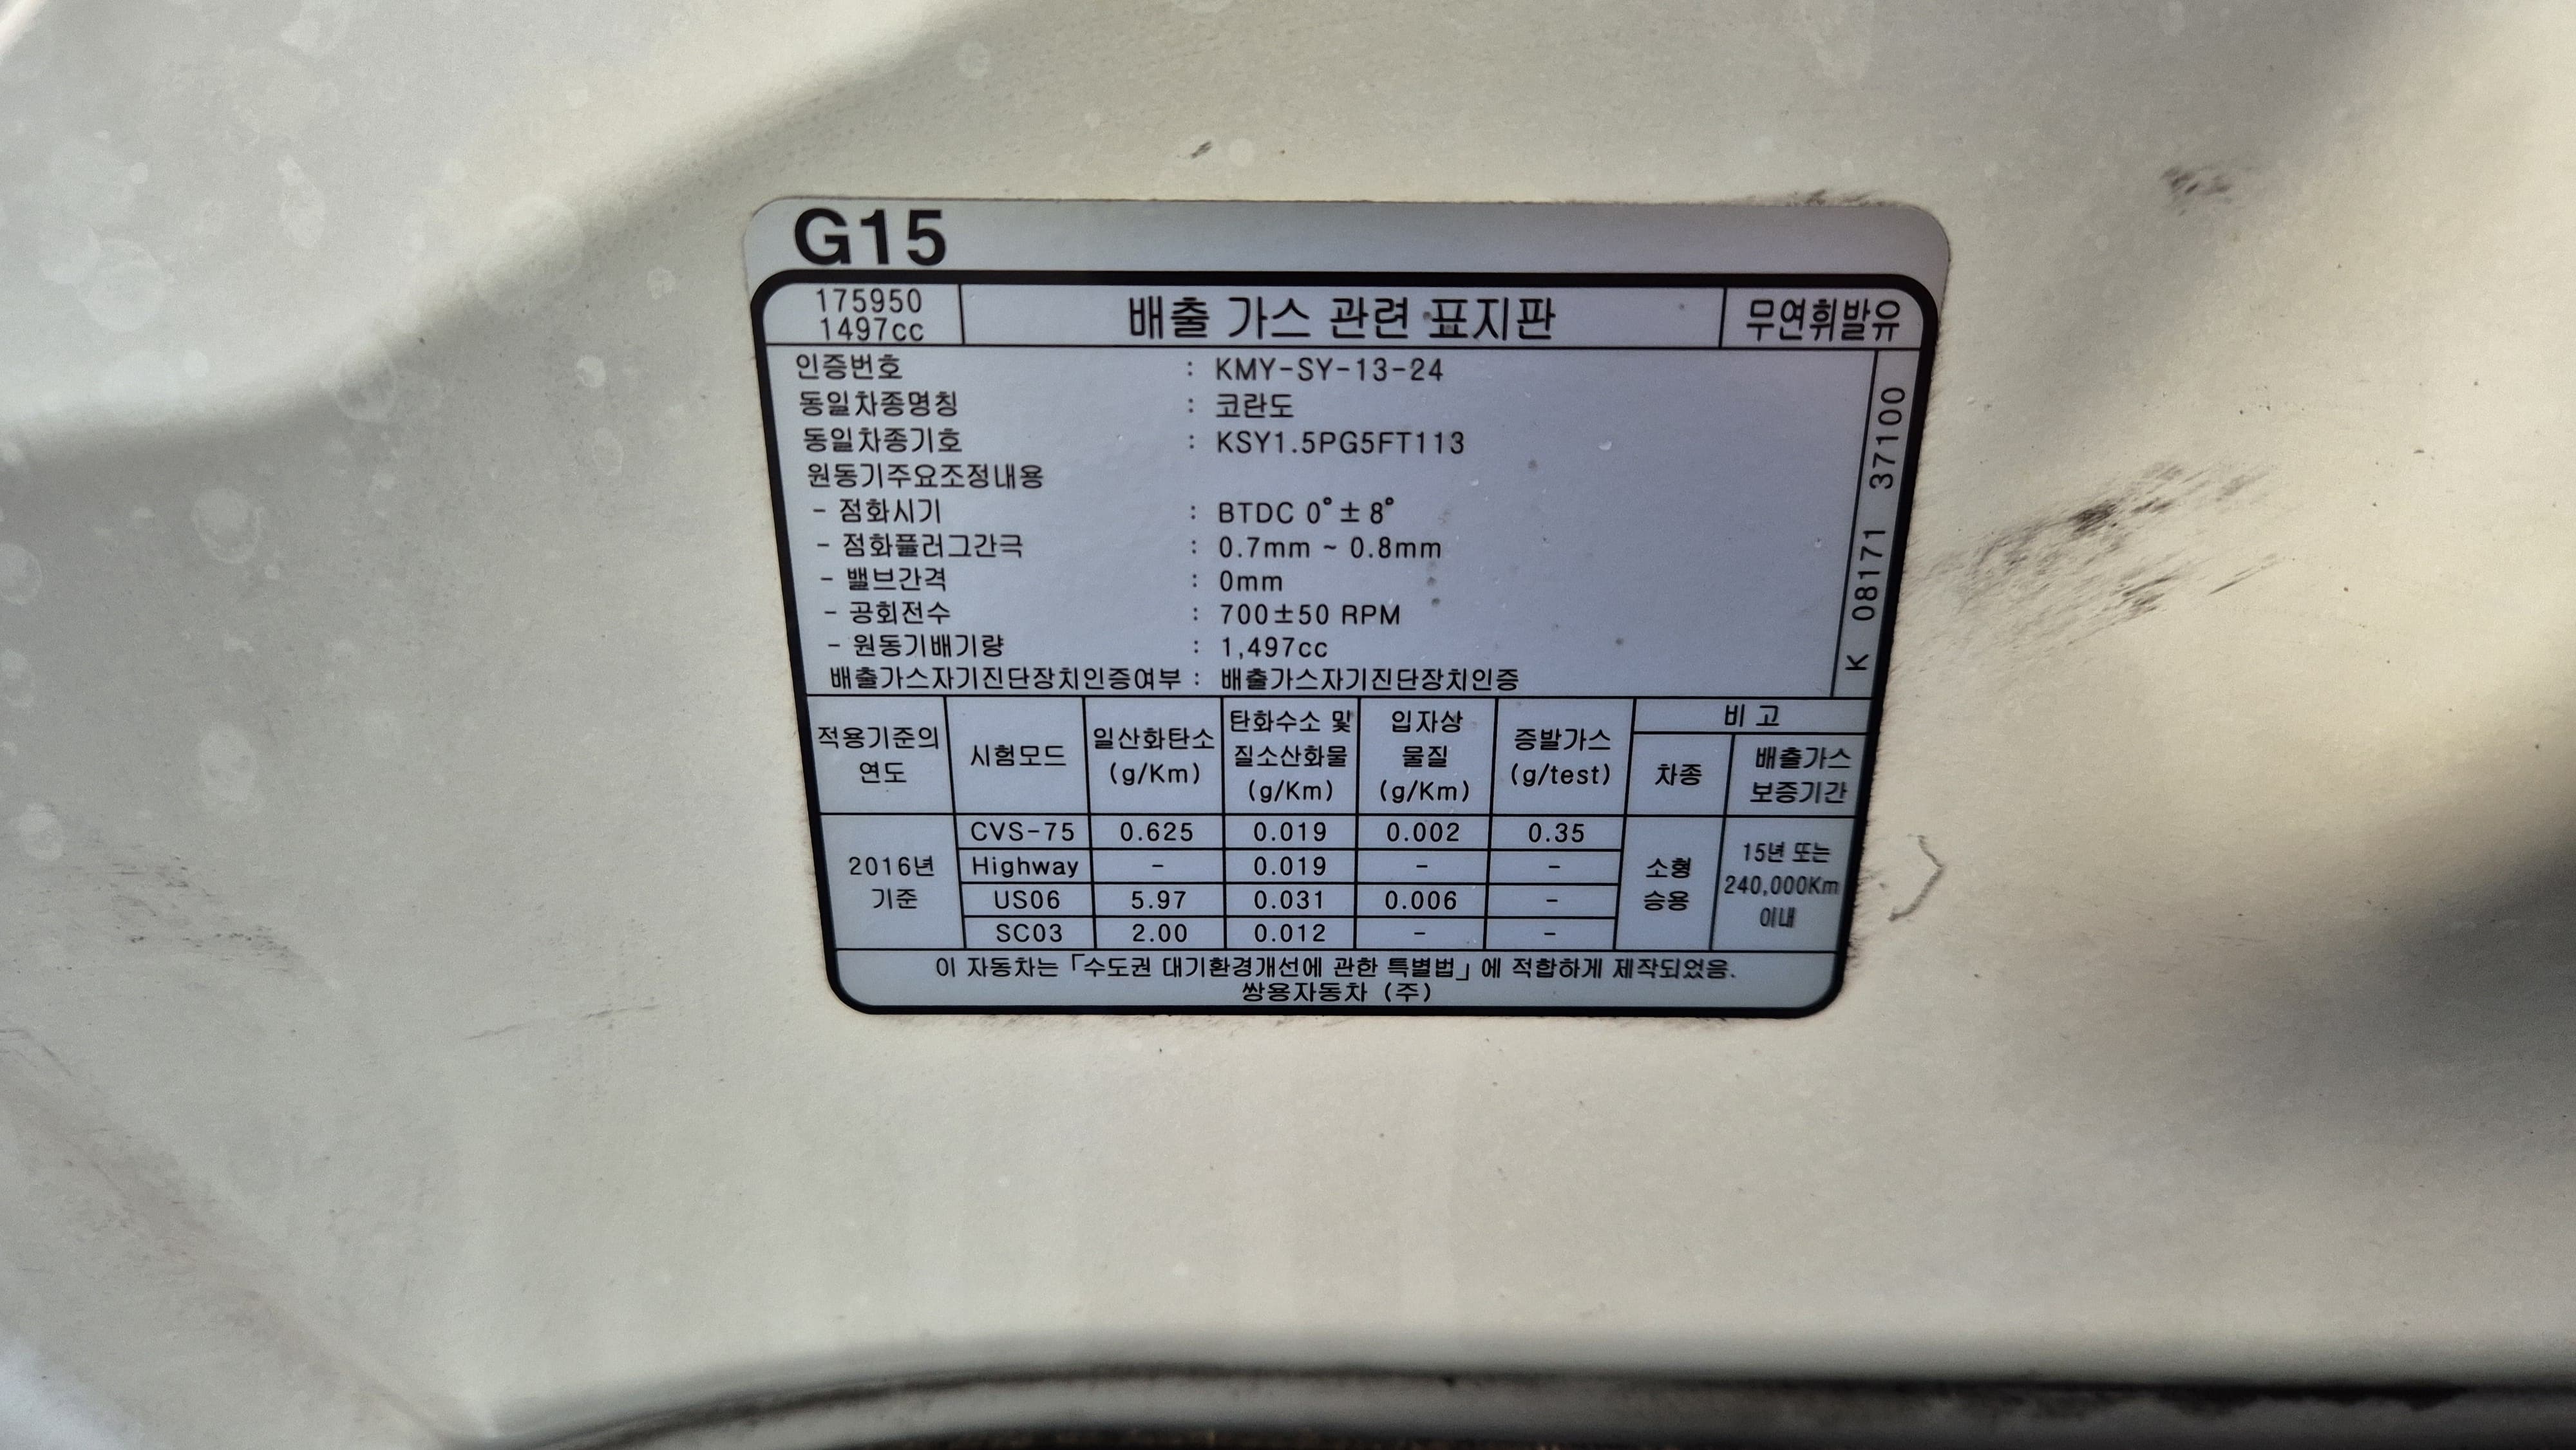 G15
175950
1497cc
배출 가스 관련 표지판
무연휘발유
인증번호 : KMY-SY-13-24
동일차종명칭 : 코란도
동일차종기호 : KSY1.5PG5FT113
원동기주요조정내용
- 점화시기 : BTDC 0°± 8°
- 점화플러그간극 : 0.7mm ~ 0.8mm
- 밸브간격 : 0mm
- 공회전수 : 700±50 RPM
- 원동기배기량 : 1,497cc
배출가스자기진단장치인증여부 : 배출가스자기진단장치인증
K 08171 37100
적용기준의
연도
시험모드
일산화탄소
(g/Km)
탄화수소 및
질소산화물
(g/Km)
입자상
물질
(g/Km)
증발가스
(g/test)
비 고
차종
배출가스
보증기간
2016년
기준
CVS-75 0.625 0.019 0.002 0.35
Highway - 0.019 - -
US06 5.97 0.031 0.006 -
SC03 2.00 0.012 - -
소형
승용
15년 또는
240,000Km
이내
이 자동차는 「수도권 대기환경개선에 관한 특별법」에 적합하게 제작되었음.
쌍용자동차 (주)